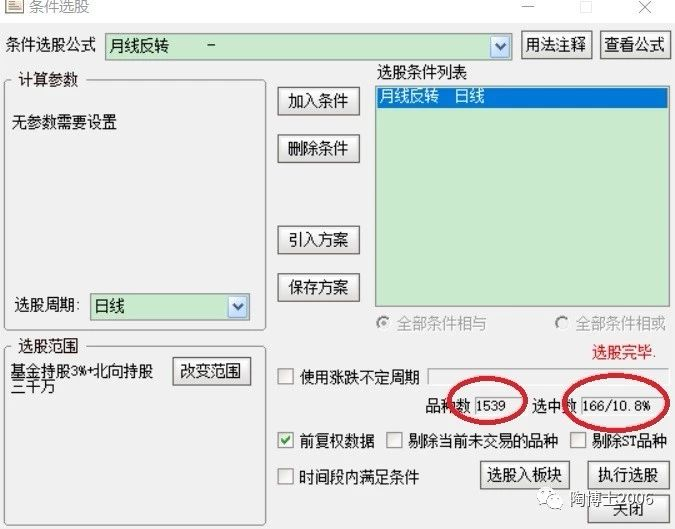 条件选股
条件选股公式 月线反转 - 用法注释 查看公式
计算参数
无参数需要设置
选股周期: 日线
加入条件
删除条件
引入方案
保存方案
选股条件列表
月线反转 日线
全部条件相与 全部条件相或
选股完毕.
选股范围
基金持股3%+北向持股
三千万
改变范围
使用涨跌不定周期
品种数 1539 选中数 166/10.8%
前复权数据 剔除当前未交易的品种 剔除ST品种
时间段内满足条件 选股入板块 执行选股
陶博士2006
关闭